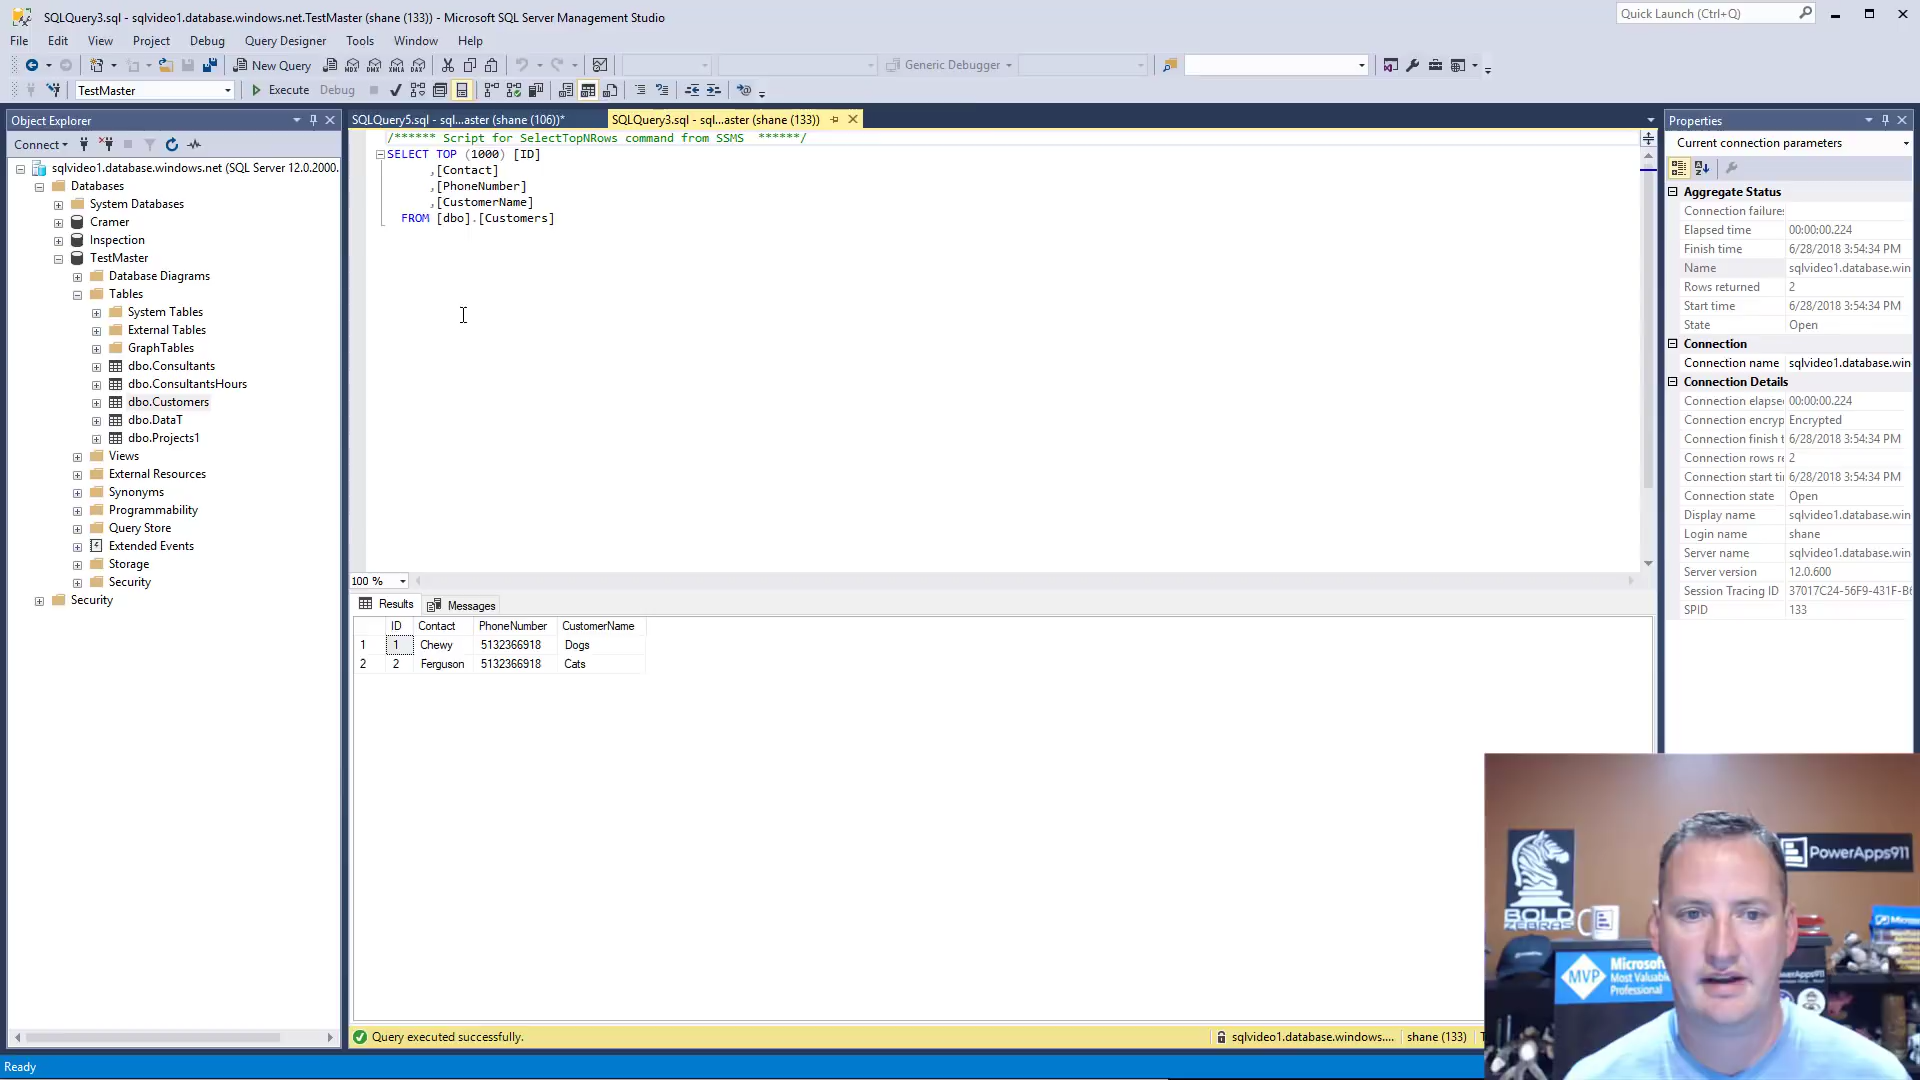 SQLQuery3.sql - sqlvideo1.database.windows.net.TestMaster (shane (133)) - Microsoft SQL Server Management Studio
Quick Launch (Ctrl+Q)
File Edit View Project Debug Query Designer Tools Window Help
New Query
Generic Debugger
TestMaster
Execute Debug
Object Explorer
Connect
sqlvideo1.database.windows.net (SQL Server 12.0.2000.
Databases
System Databases
Cramer
Inspection
TestMaster
Database Diagrams
Tables
System Tables
External Tables
GraphTables
dbo.Consultants
dbo.ConsultantsHours
dbo.Customers
dbo.DataT
dbo.Projects1
Views
External Resources
Synonyms
Programmability
Query Store
Extended Events
Storage
Security
Security
SQLQuery5.sql - sql...aster (shane (106))*
SQLQuery3.sql - sql...aster (shane (133))
/****** Script for SelectTopNRows command from SSMS ******/
SELECT TOP (1000) [ID]
,[Contact]
,[PhoneNumber]
,[CustomerName]
FROM [dbo].[Customers]
100 %
Results Messages
ID Contact PhoneNumber CustomerName
1 1 Chewy 5132366918 Dogs
2 2 Ferguson 5132366918 Cats
Query executed successfully.
sqlvideo1.database.windows.... shane (133)
Properties
Current connection parameters
Aggregate Status
Connection failures
Elapsed time 00:00:00.224
Finish time 6/28/2018 3:54:34 PM
Name sqlvideo1.database.win
Rows returned 2
Start time 6/28/2018 3:54:34 PM
State Open
Connection
Connection name sqlvideo1.database.win
Connection Details
Connection elapse 00:00:00.224
Connection encryp Encrypted
Connection finish t 6/28/2018 3:54:34 PM
Connection rows re 2
Connection start ti 6/28/2018 3:54:34 PM
Connection state Open
Display name sqlvideo1.database.win
Login name shane
Server name sqlvideo1.database.win
Server version 12.0.600
Session Tracing ID 37017C24-56F9-431F-B6
SPID 133
PowerApps911
BOLD
ZEBRAS
MVP
Microsof
Most Valuable
Professional
Ready